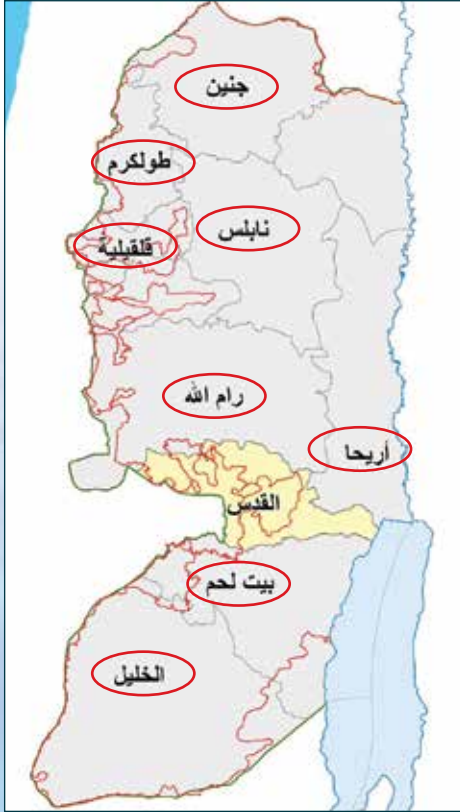 جنين
طولكرم
نابلس
قلقيلية
رام الله
أريحا
القدس
بيت لحم
الخليل